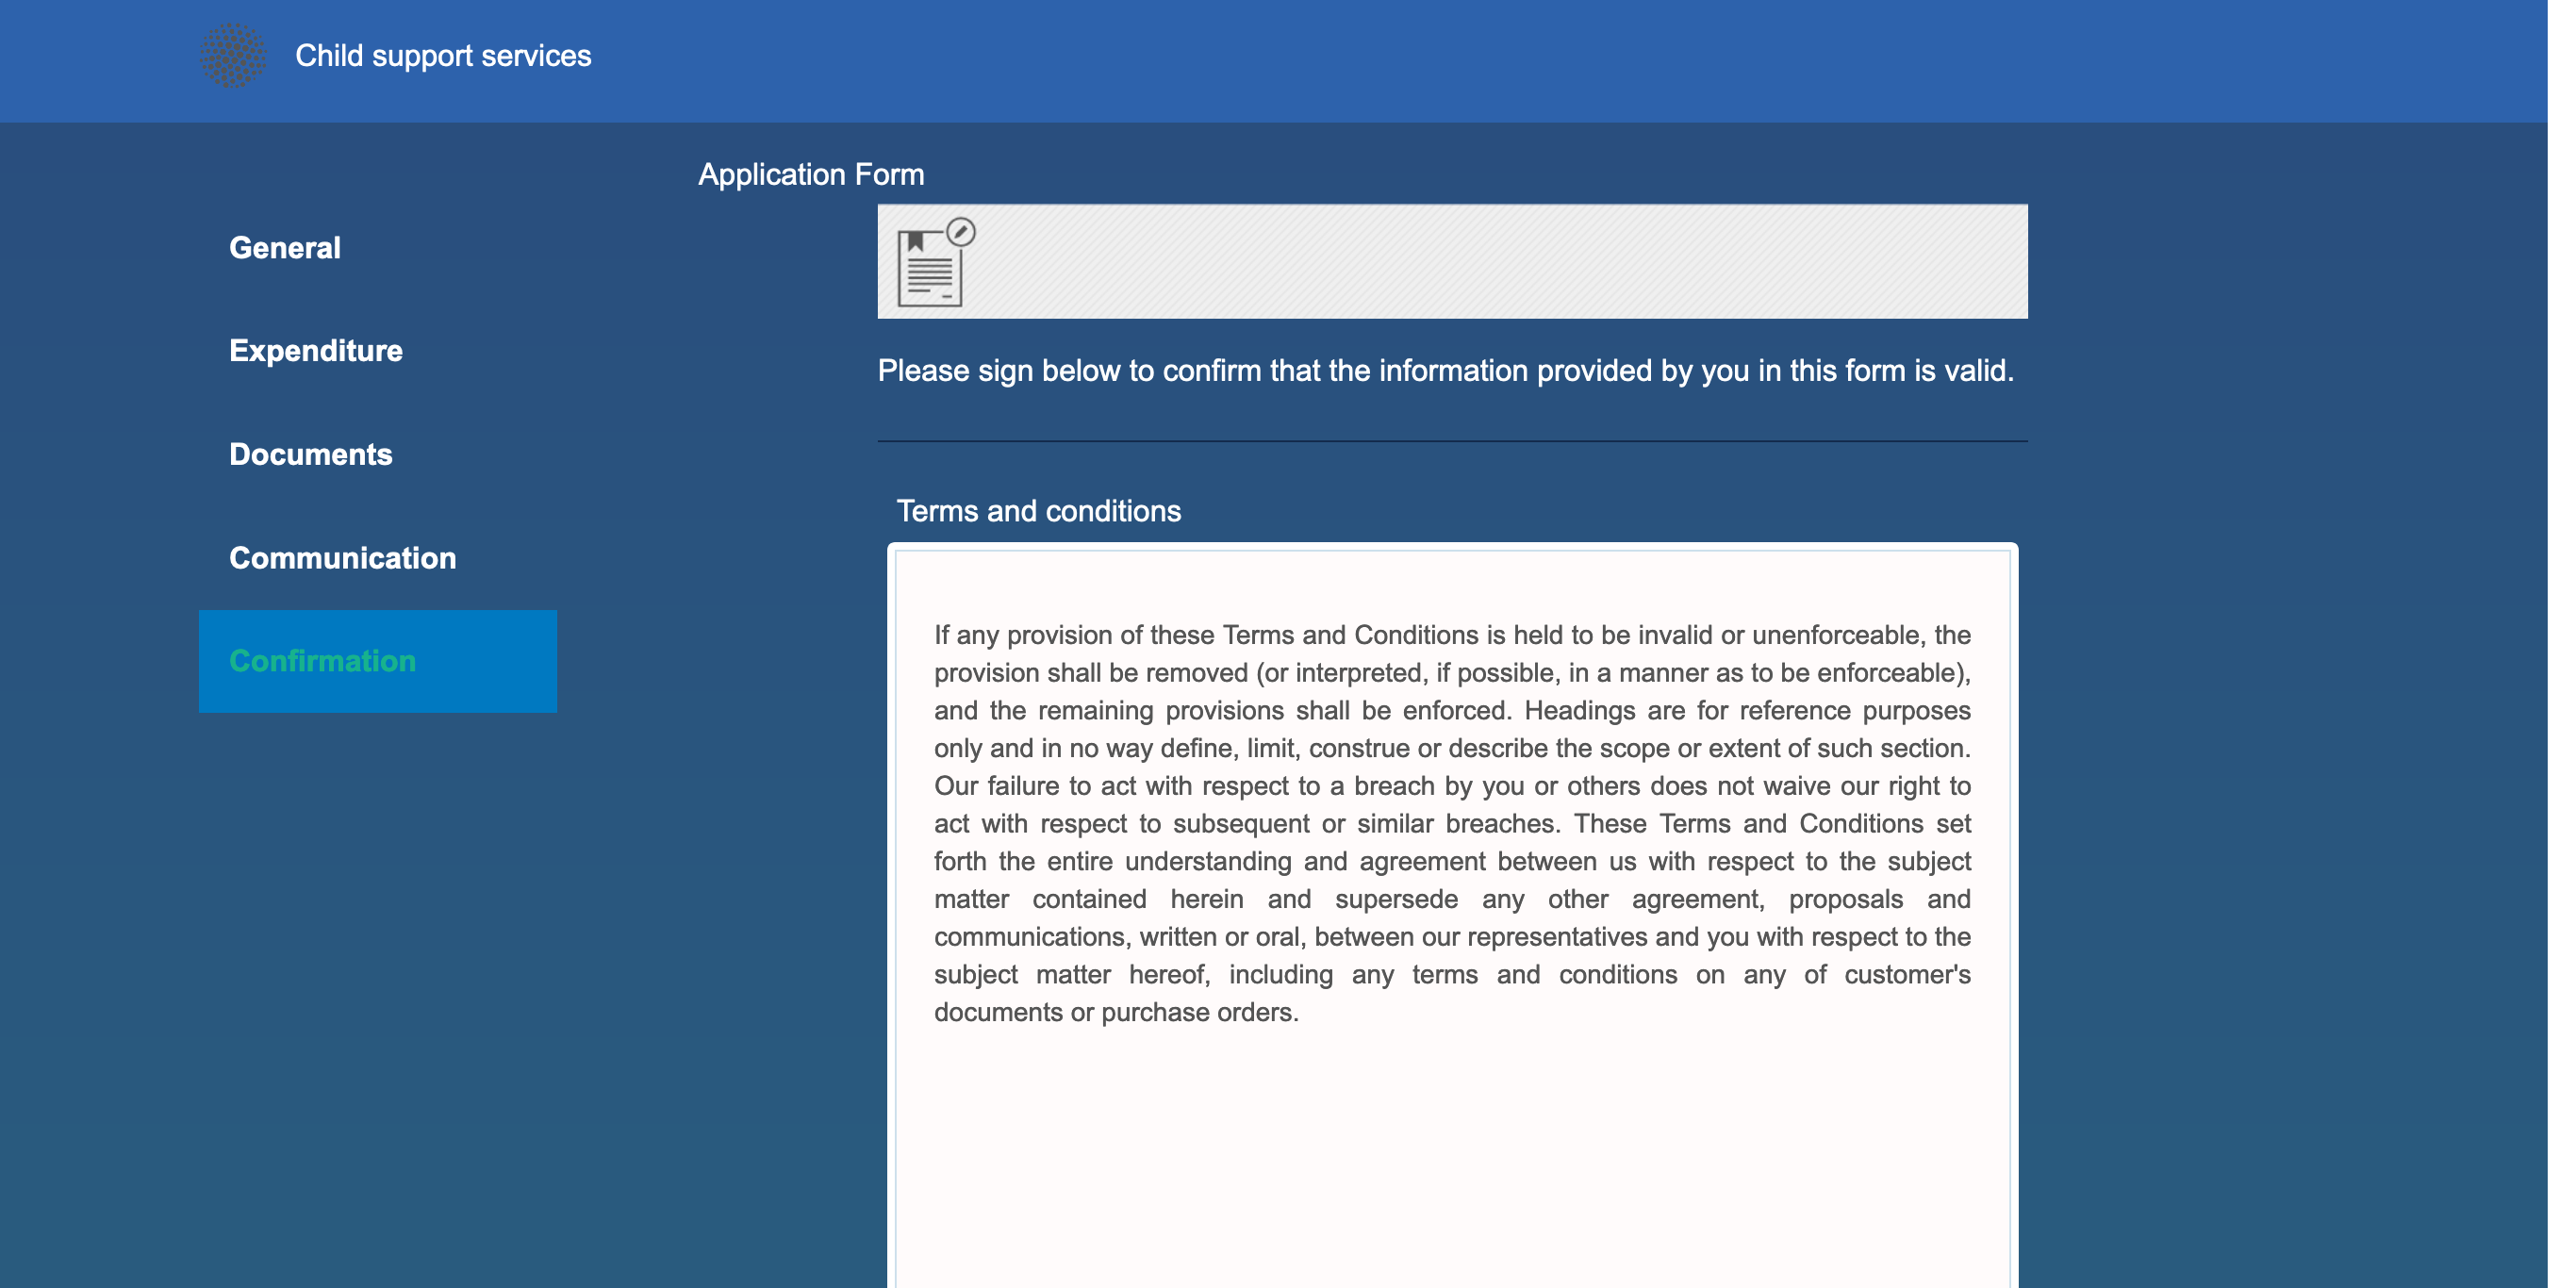 Child support services
Application Form
General
Expenditure
Documents
Communication
Confirmation
Please sign below to confirm that the information provided by you in this form is valid.
Terms and conditions
If any provision of these Terms and Conditions is held to be invalid or unenforceable, the
provision shall be removed (or interpreted, if possible, in a manner as to be enforceable),
and the remaining provisions shall be enforced. Headings are for reference purposes
only and in no way define, limit, construe or describe the scope or extent of such section.
Our failure to act with respect to a breach by you or others does not waive our right to
act with respect to subsequent or similar breaches. These Terms and Conditions set
forth the entire understanding and agreement between us with respect to the subject
matter contained herein and supersede any other agreement, proposals and
communications, written or oral, between our representatives and you with respect to the
subject matter hereof, including any terms and conditions on any of customer's
documents or purchase orders.